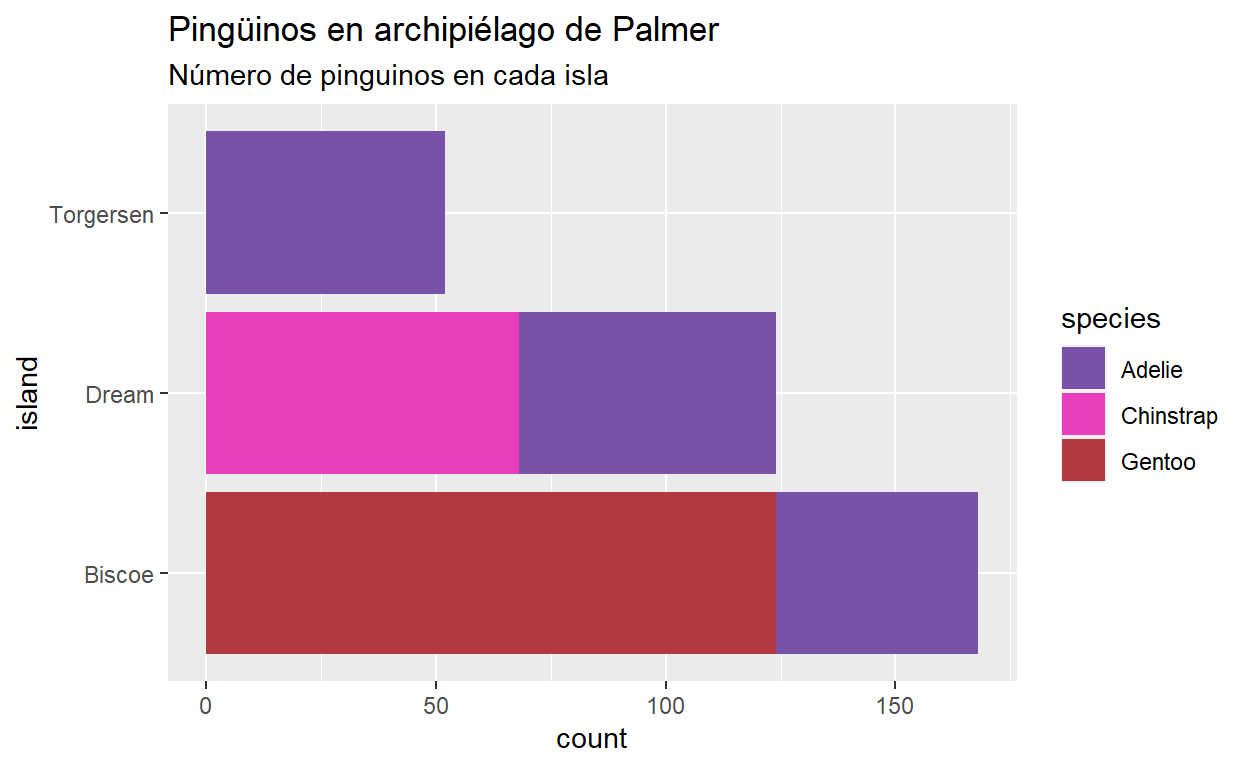 Pingüinos en archipiélago de Palmer
Número de pinguinos en cada isla
Torgersen
Dream
Biscoe
island
0 50 100 150
count
species
Adelie
Chinstrap
Gentoo